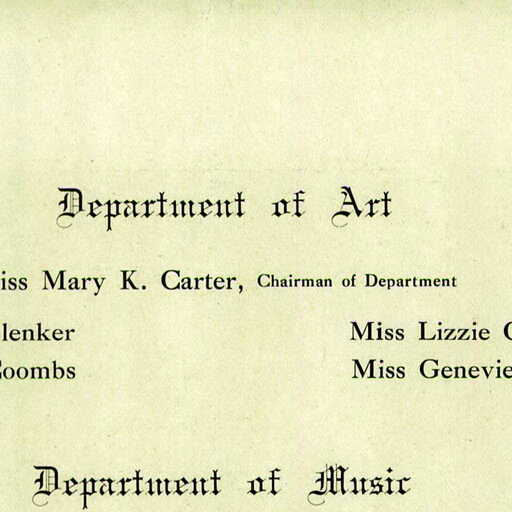 Department of Art
iss Mary K. Carter, Chairman of Department
lenker Miss Lizzie
Coombs Miss Genevie
Department of Music